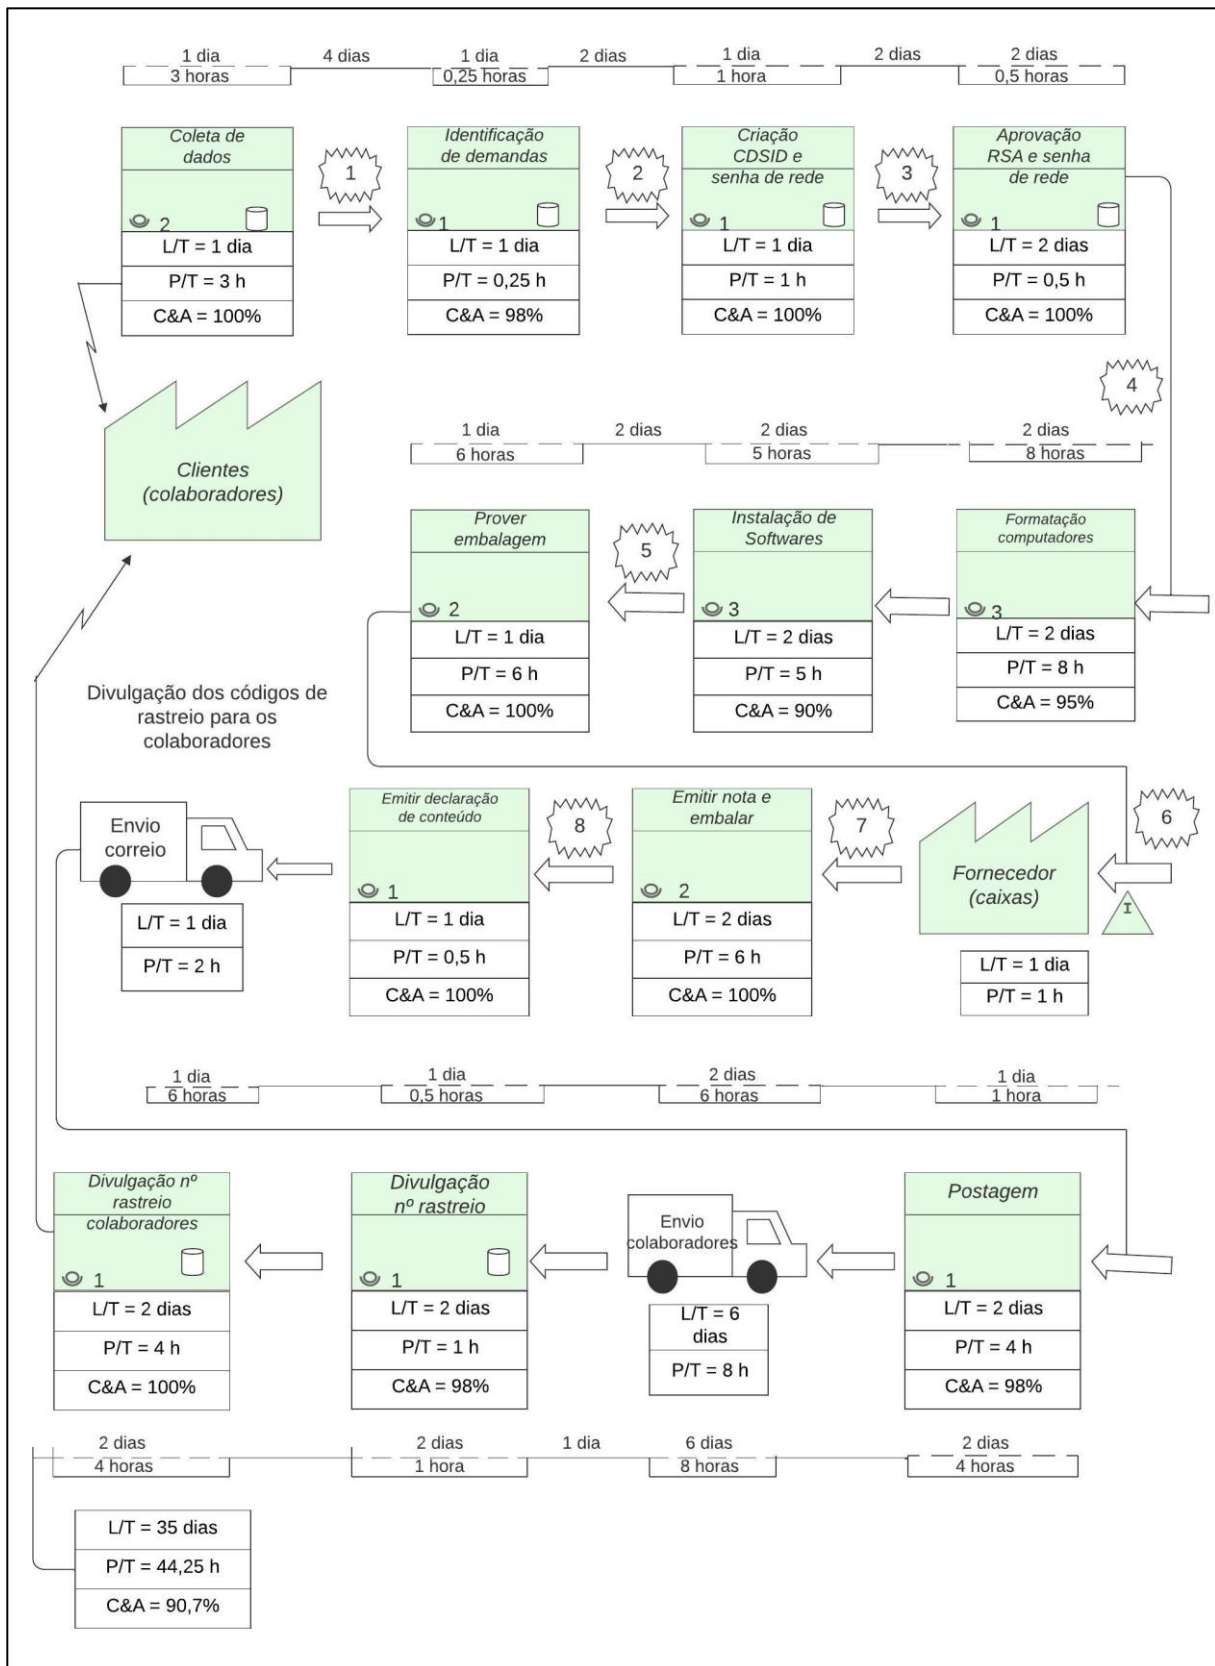 1 dia
4 dias
1 dia
2 dias
1 dia
2 dias
2 dias
3 horas
0,25 horas
1 hora
0,5 horas
Coleta de
dados
2
L/T = 1 dia
P/T = 3 h
C&A = 100%
1
Identificação
de demandas
1
L/T = 1 dia
P/T = 0,25 h
C&A = 98%
2
Criação
CDSID e
senha de rede
1
L/T = 1 dia
P/T = 1 h
C&A = 100%
3
Aprovação
RSA e senha
de rede
1
L/T = 2 dias
P/T = 0,5 h
C&A = 100%
4
Clientes
(colaboradores)
1 dia
2 dias
2 dias
2 dias
6 horas
5 horas
8 horas
Prover
embalagem
2
L/T = 1 dia
P/T = 6 h
C&A = 100%
5
Instalação de
Softwares
3
L/T = 2 dias
P/T = 5 h
C&A = 90%
Formatação
computadores
3
L/T = 2 dias
P/T = 8 h
C&A = 95%
Divulgação dos códigos de
rastreio para os
colaboradores
Envio
correio
L/T = 1 dia
P/T = 2 h
Emitir declaração
de conteúdo
1
L/T = 1 dia
P/T = 0,5 h
C&A = 100%
8
Emitir nota e
embalar
2
L/T = 2 dias
P/T = 6 h
C&A = 100%
7
Fornecedor
(caixas)
L/T = 1 dia
P/T = 1 h
6
I
1 dia
1 dia
2 dias
1 dia
6 horas
0,5 horas
6 horas
1 hora
Divulgação nº
rastreio
colaboradores
1
L/T = 2 dias
P/T = 4 h
C&A = 100%
Divulgação
nº rastreio
1
L/T = 2 dias
P/T = 1 h
C&A = 98%
Envio
colaboradores
L/T = 6
dias
P/T = 8 h
Postagem
1
L/T = 2 dias
P/T = 4 h
C&A = 98%
2 dias
2 dias
1 dia
6 dias
2 dias
4 horas
1 hora
8 horas
4 horas
L/T = 35 dias
P/T = 44,25 h
C&A = 90,7%